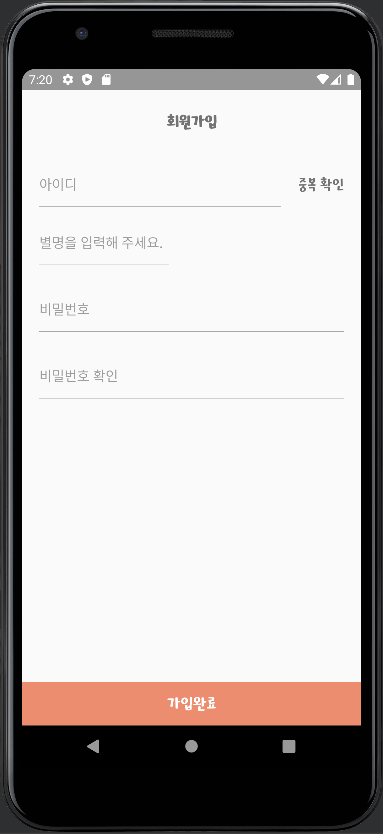 7:20
회원가입
아이디 중복 확인
별명을 입력해 주세요.
비밀번호
비밀번호 확인
가입완료